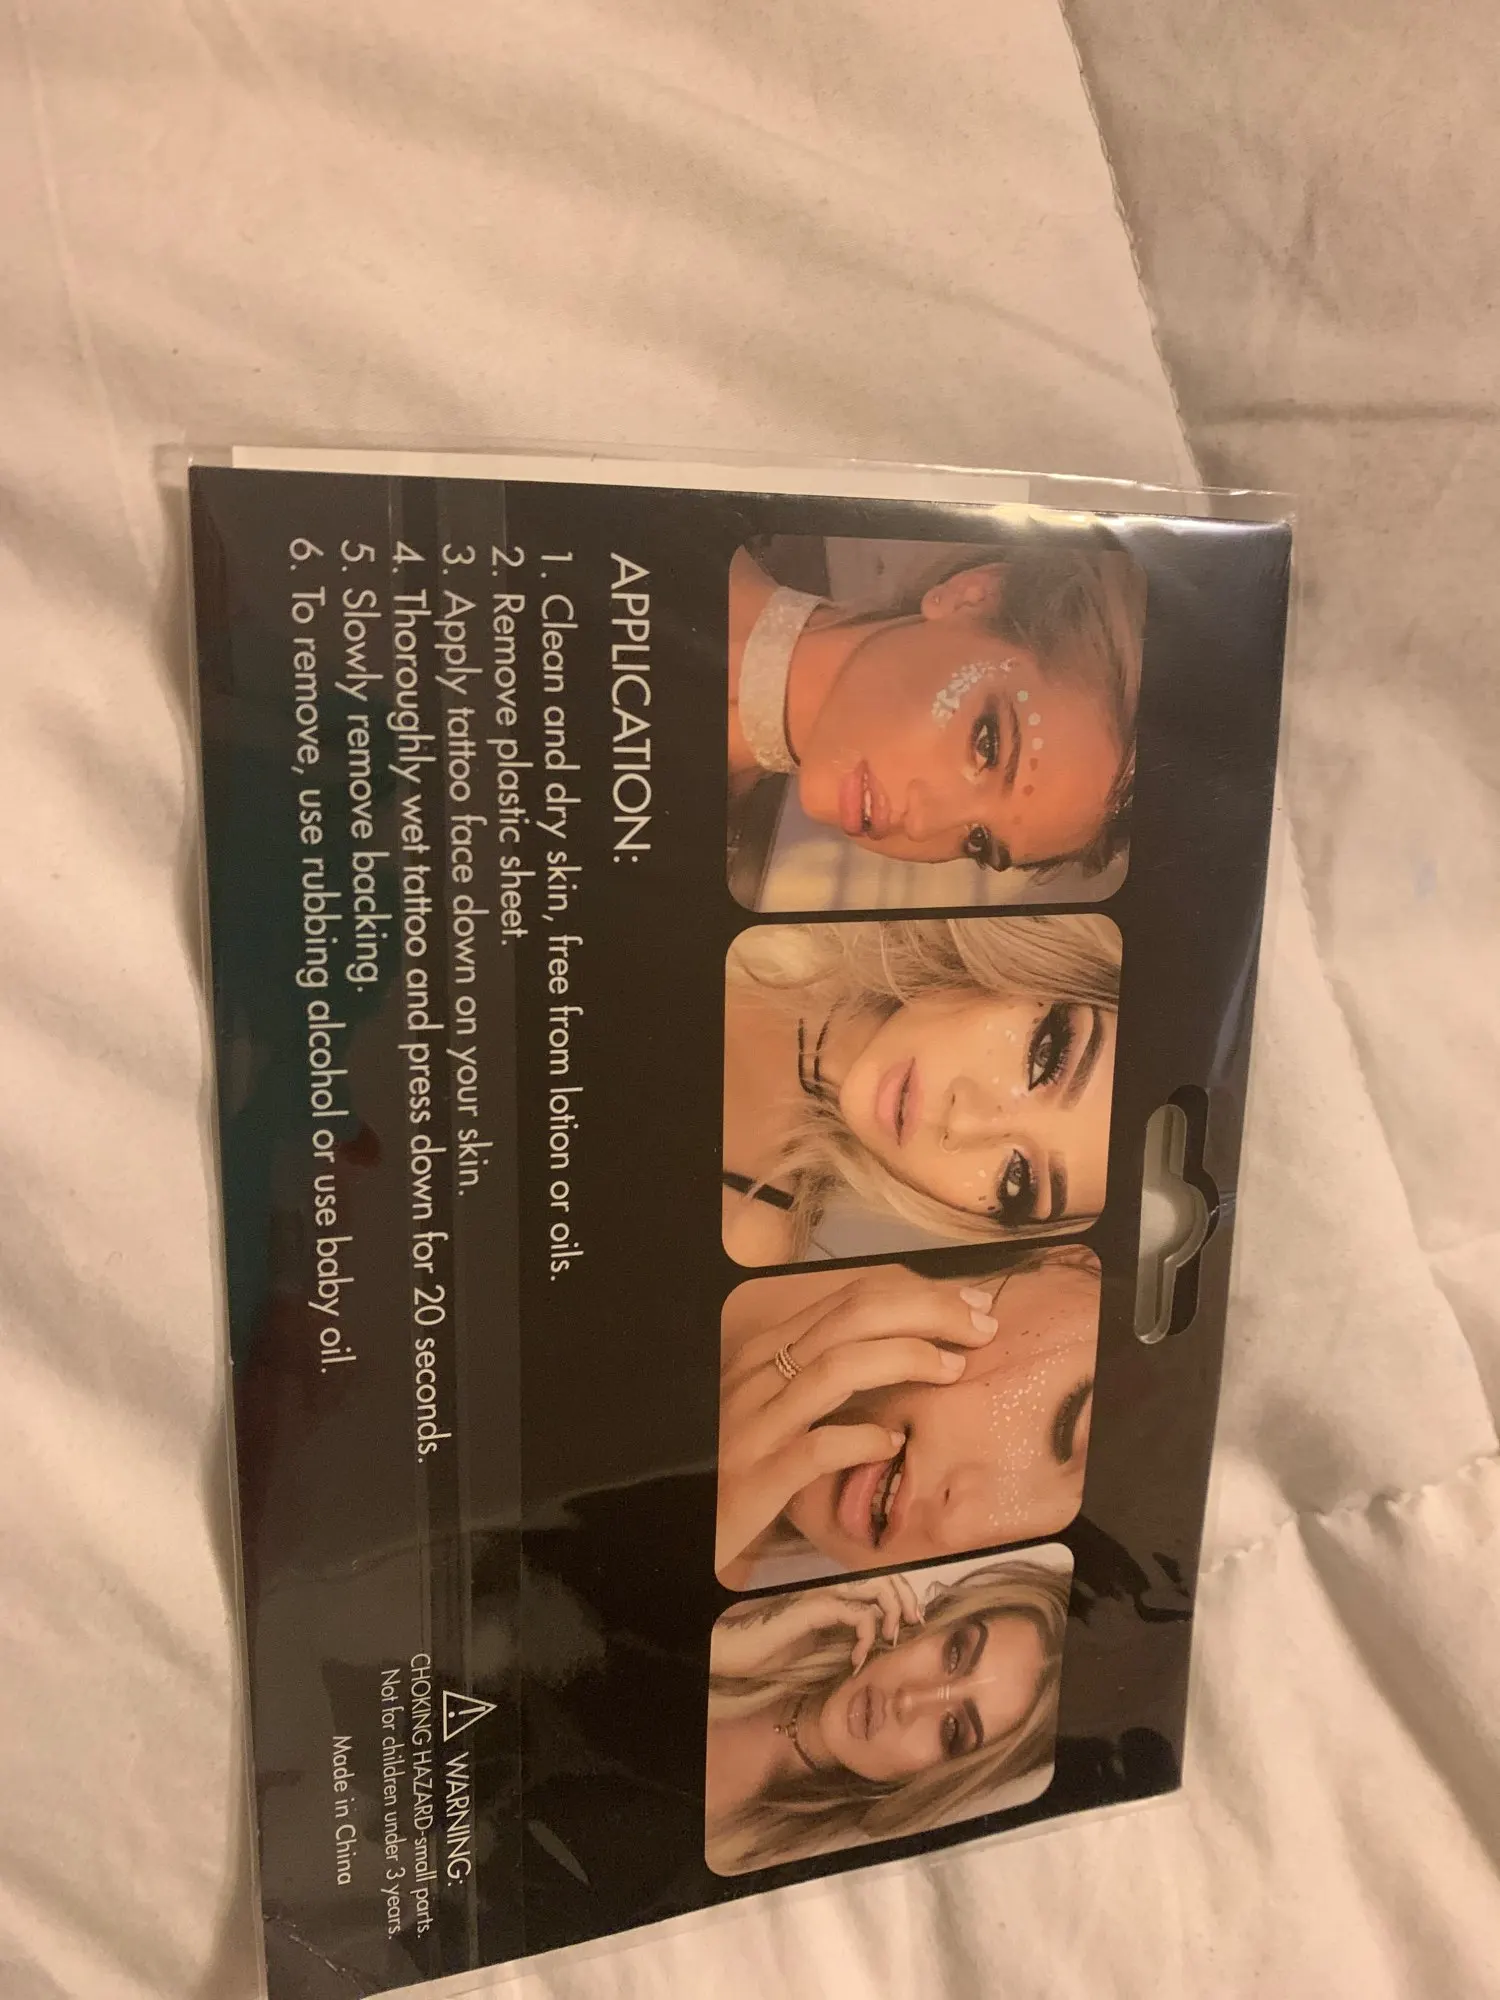 APPLICATION:
1. Clean and dry skin, free from lotion or oils.
2. Remove plastic sheet.
3. Apply tattoo face down on your skin.
4. Thoroughly wet tattoo and press down for 20 seconds.
5. Slowly remove backing.
6. To remove, use rubbing alcohol or use baby oil.
WARNING:
CHOKING HAZARD-small parts.
Not for children under 3 years.
Made in China